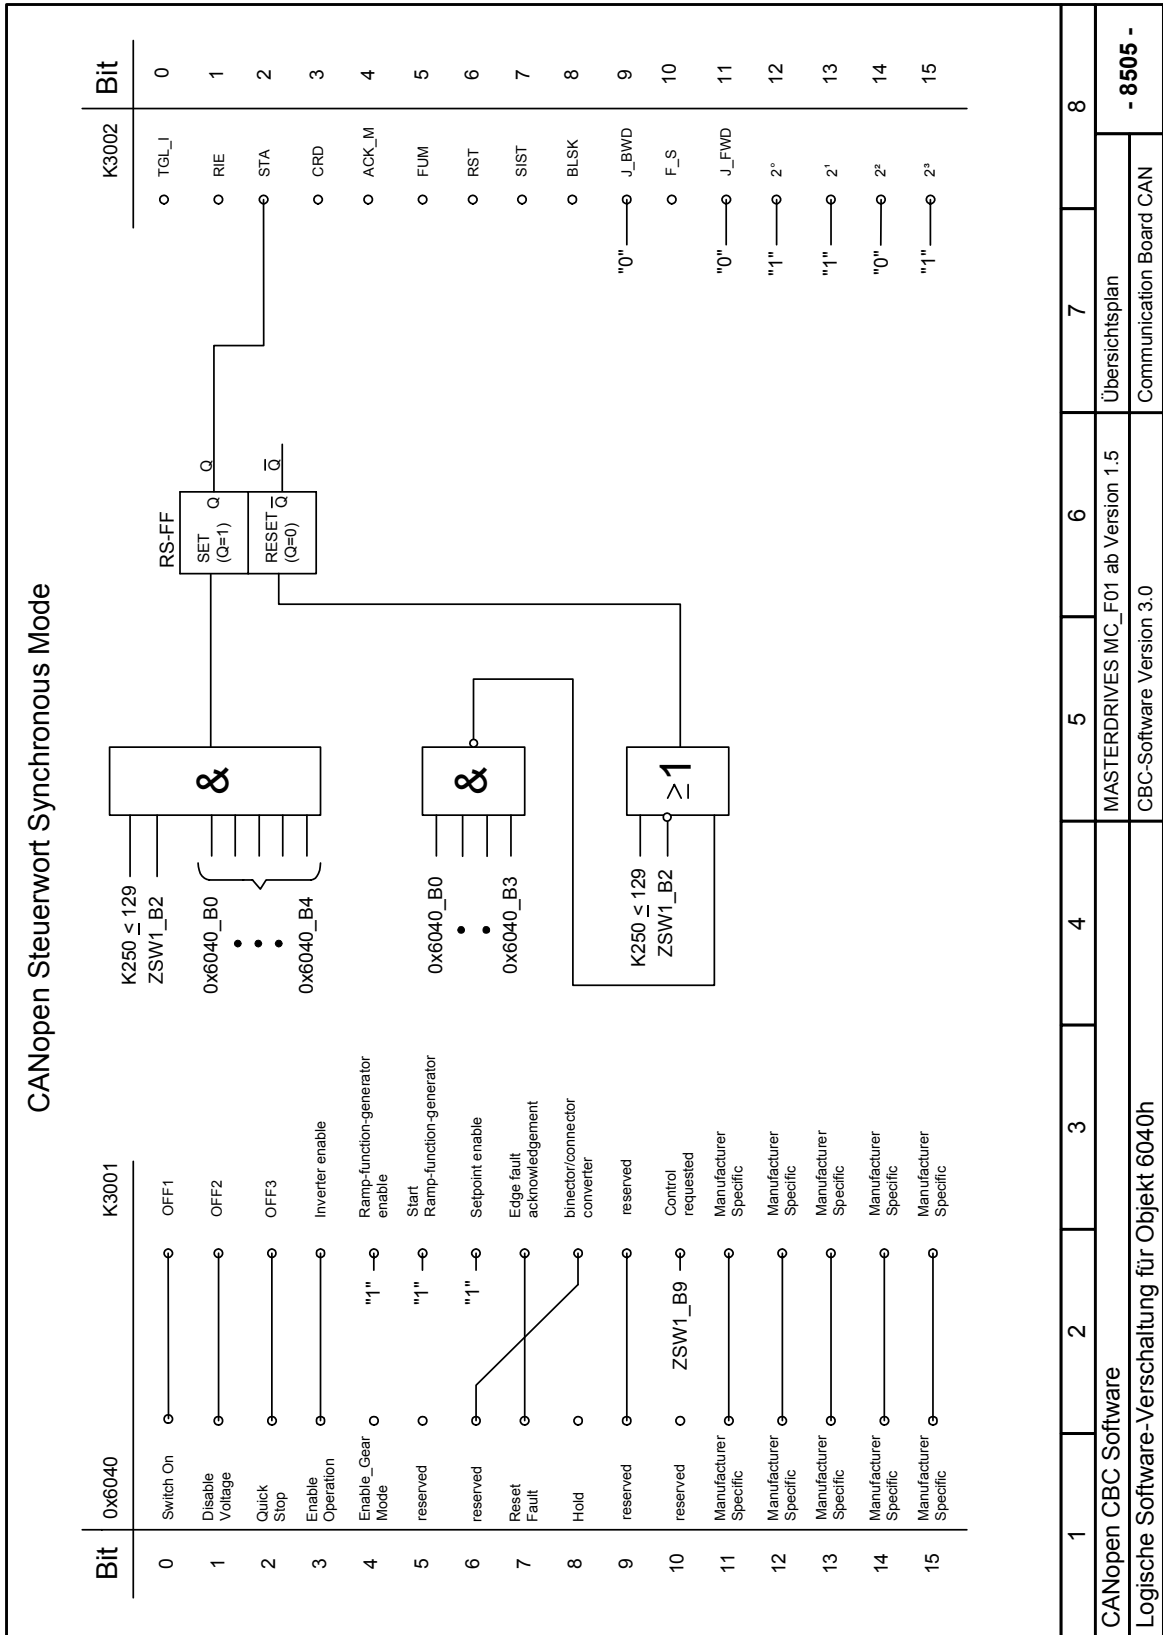 CANopen Steuerwort Synchronous Mode
Bit 0x6040 K3001 K3002 Bit
0 Switch On OFF1 TGL_I 0
1 Disable Voltage OFF2 RIE 1
2 Quick Stop OFF3 STA 2
3 Enable Operation Inverter enable CRD 3
4 Enable_Gear Mode "1" Ramp-function-generator enable ACK_M 4
5 reserved "1" Start Ramp-function-generator FUM 5
6 reserved "1" Setpoint enable RST 6
7 Reset Fault Edge fault acknowledgement SIST 7
8 Hold binector/connector converter BLSK 8
9 reserved reserved "0" J_BWD 9
10 reserved ZSW1_B9 Control requested F_S 10
11 Manufacturer Specific Manufacturer Specific "0" J_FWD 11
12 Manufacturer Specific Manufacturer Specific "1" 2° 12
13 Manufacturer Specific Manufacturer Specific "1" 2¹ 13
14 Manufacturer Specific Manufacturer Specific "0" 2² 14
15 Manufacturer Specific Manufacturer Specific "1" 2³ 15
K250 ≤ 129
ZSW1_B2
0x6040_B0
0x6040_B4
&
RS-FF
SET Q Q
(Q=1)
RESET Q̅ Q̅
(Q=0)
0x6040_B0
0x6040_B3
&
K250 ≤ 129
ZSW1_B2
≥1
1 2 3 4 5 6 7 8
CANopen CBC Software MASTERDRIVES MC_F01 ab Version 1.5 Übersichtsplan - 8505 -
Logische Software-Verschaltung für Objekt 6040h CBC-Software Version 3.0 Communication Board CAN